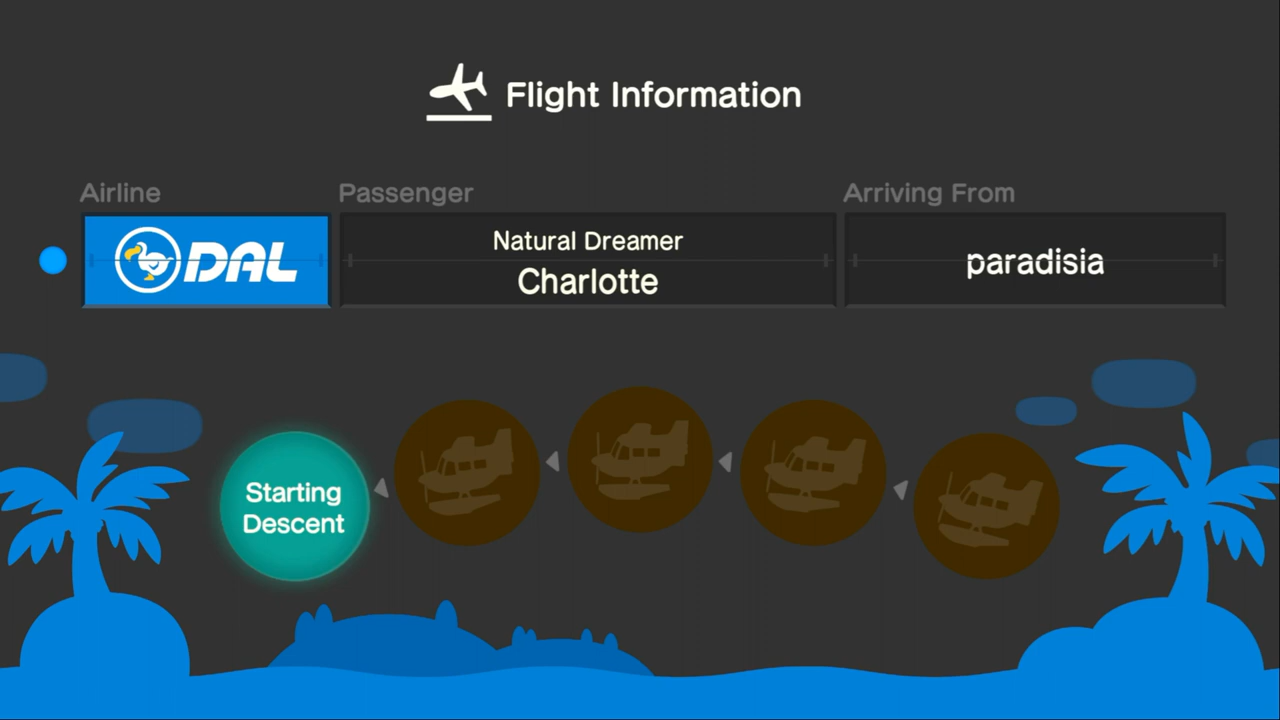 Flight Information
Airline
Passenger
Arriving From
DAL
Natural Dreamer
Charlotte
paradisia
Starting
Descent